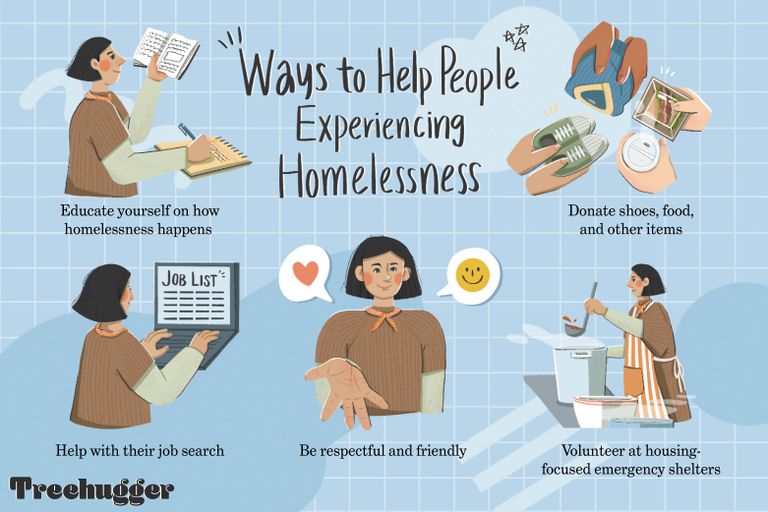 Ways to Help People
Experiencing
Homelessness
Educate yourself on how
homelessness happens
Donate shoes, food,
and other items
JOB LIST
Help with their job search
Be respectful and friendly
Volunteer at housing-
focused emergency shelters
Treehugger